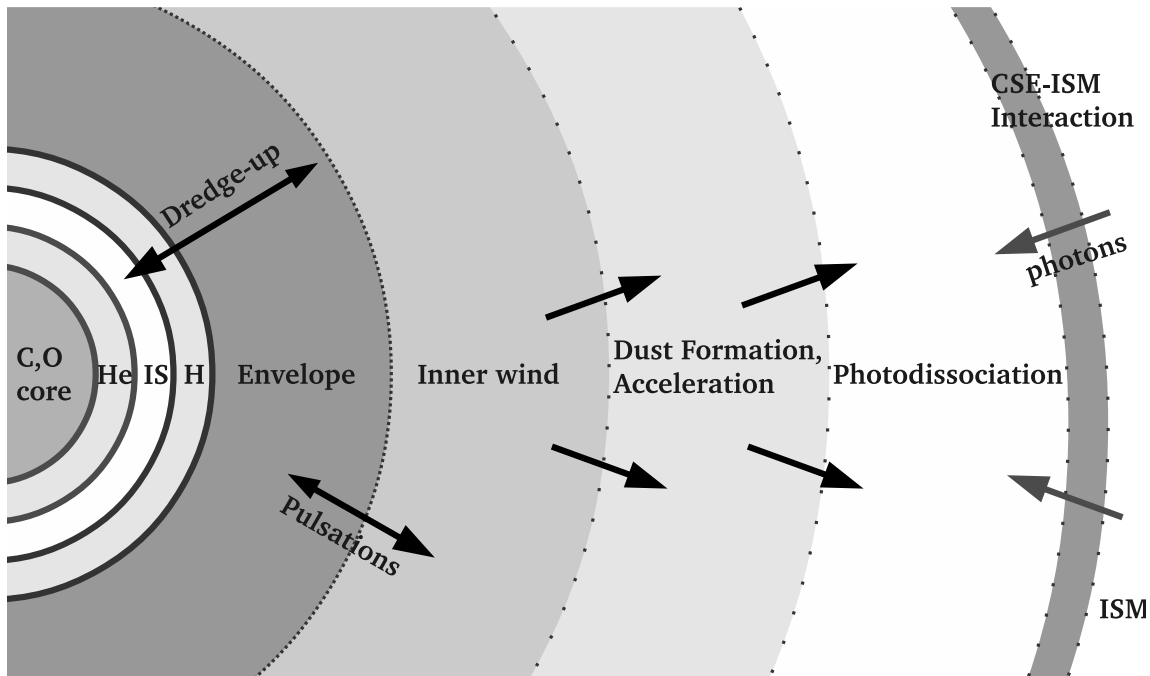 CSE-ISM
Interaction
Dredge-up
photons
C,O
core
He
IS
H
Envelope
Inner wind
Dust Formation,
Acceleration
Photodissociation
Pulsations
ISM